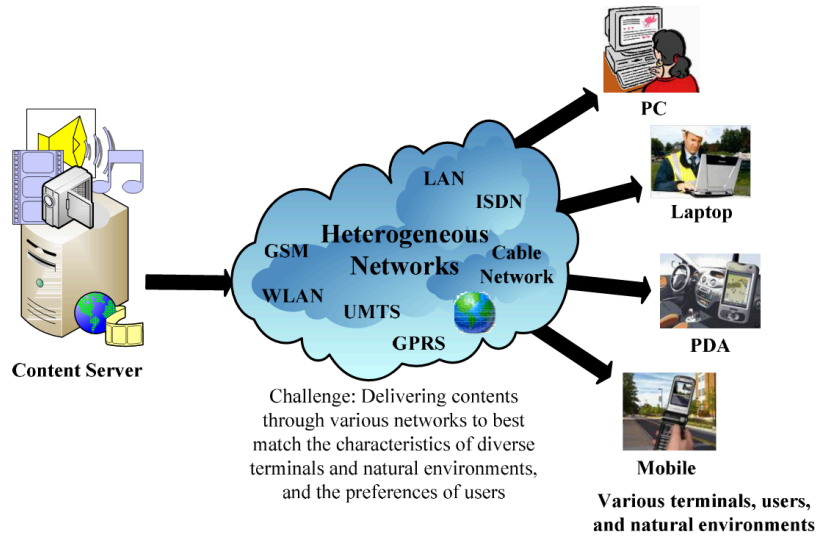 PC
LAN
ISDN
Laptop
Heterogeneous
Networks
GSM
Cable
Network
WLAN
UMTS
GPRS
PDA
Content Server
Challenge: Delivering contents
through various networks to best
match the characteristics of diverse
terminals and natural environments,
and the preferences of users
Mobile
Various terminals, users,
and natural environments